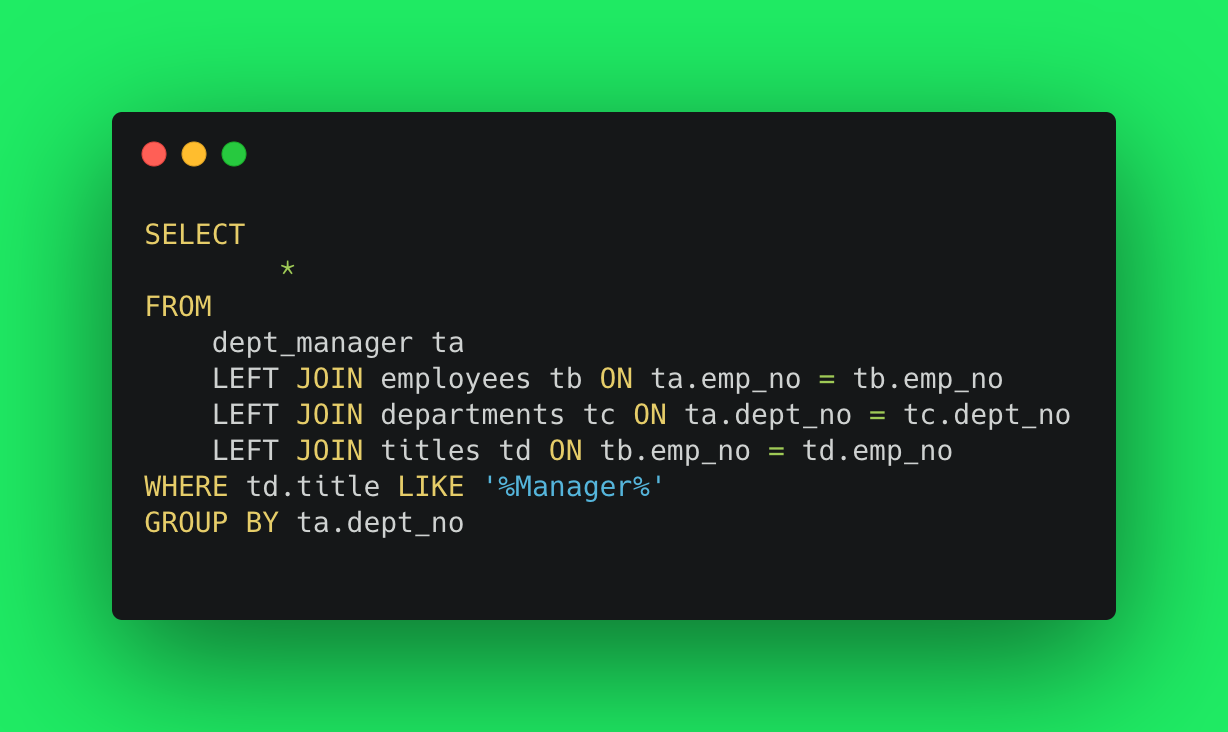 SELECT
        *
FROM
    dept_manager ta
    LEFT JOIN employees tb ON ta.emp_no = tb.emp_no
    LEFT JOIN departments tc ON ta.dept_no = tc.dept_no
    LEFT JOIN titles td ON tb.emp_no = td.emp_no
WHERE td.title LIKE '%Manager%'
GROUP BY ta.dept_no